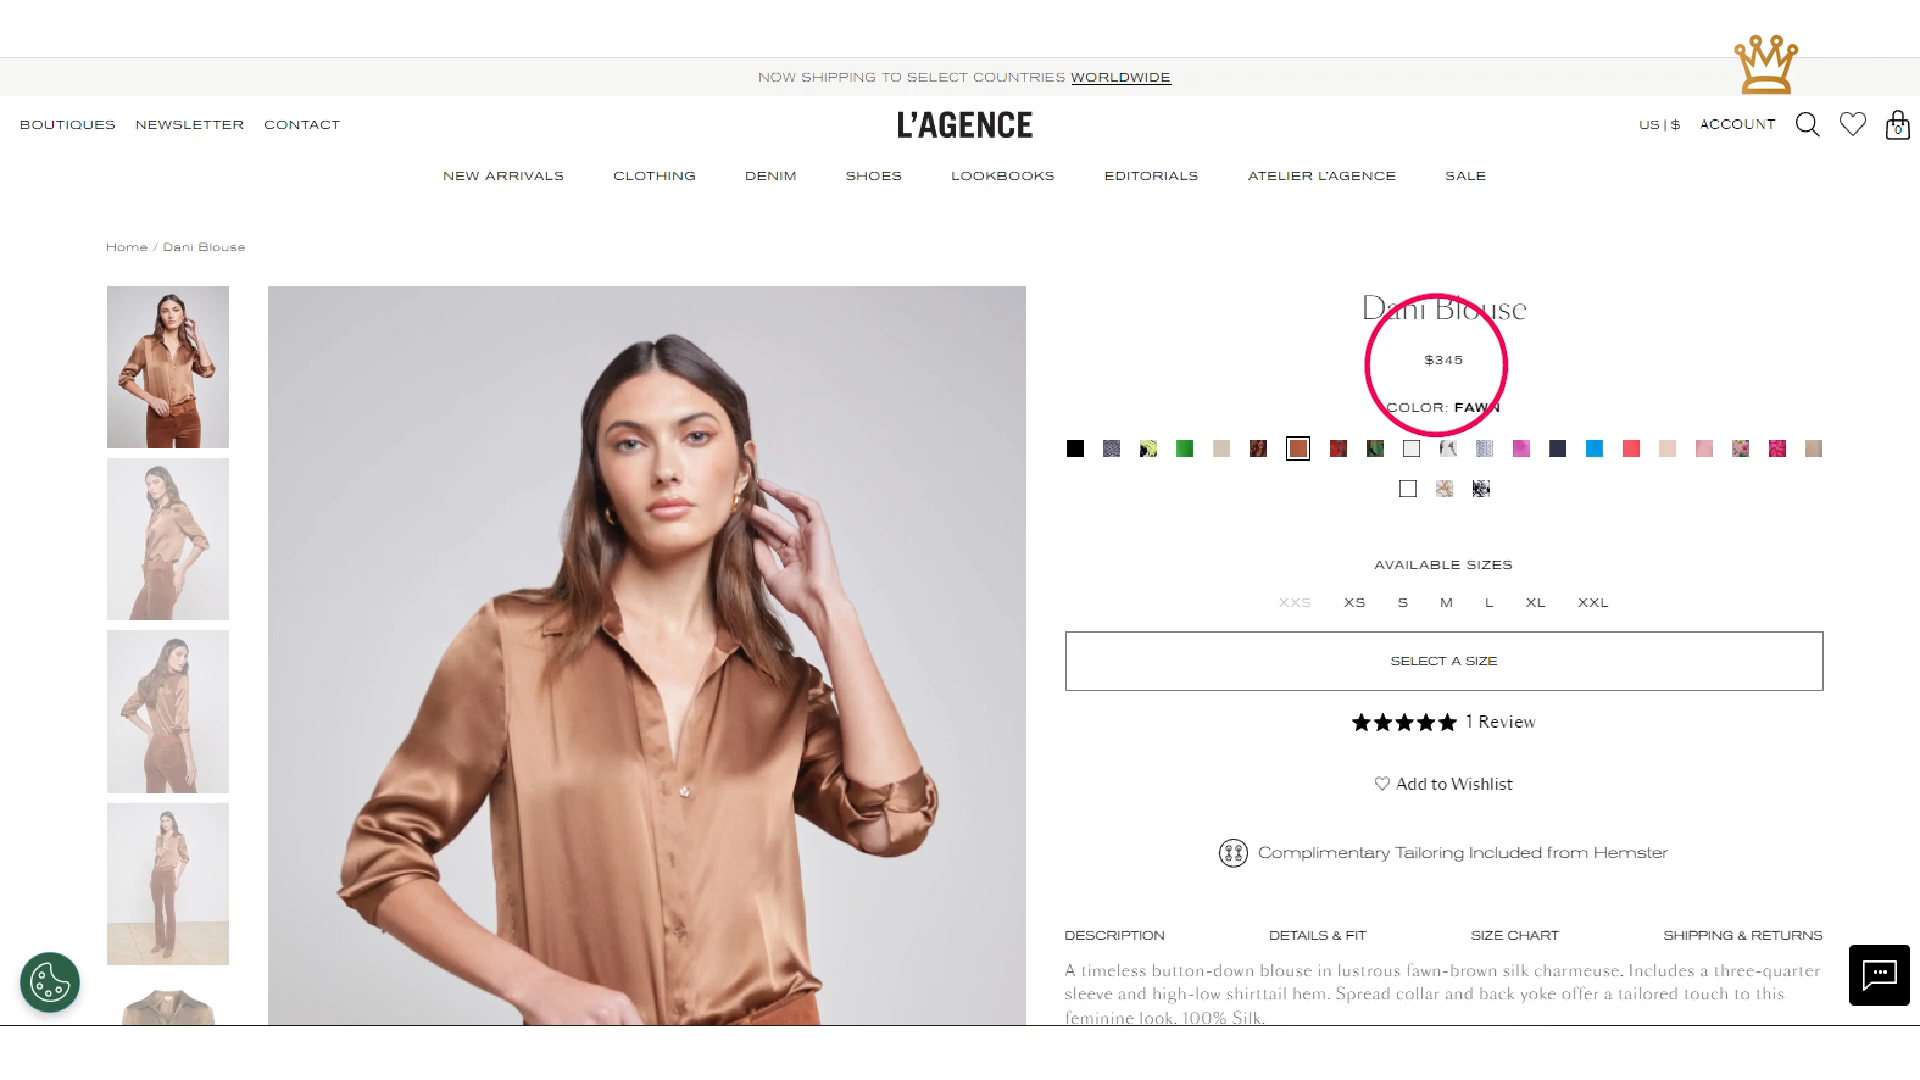 NOW SHIPPING TO SELECT COUNTRIES WORLDWIDE
BOUTIQUES NEWSLETTER CONTACT
L'AGENCE
US | $ ACCOUNT
0
NEW ARRIVALS CLOTHING DENIM SHOES LOOKBOOKS EDITORIALS ATELIER L'AGENCE SALE
Home / Dani Blouse
Dani Blouse
$345
COLOR: FAWN
AVAILABLE SIZES
XXS XS S M L XL XXL
SELECT A SIZE
1 Review
Add to Wishlist
Complimentary Tailoring Included from Hemster
DESCRIPTION DETAILS & FIT SIZE CHART SHIPPING & RETURNS
A timeless button-down blouse in lustrous fawn-brown silk charmeuse. Includes a three-quarter
sleeve and high-low shirttail hem. Spread collar and back yoke offer a tailored touch to this
feminine look. 100% Silk.